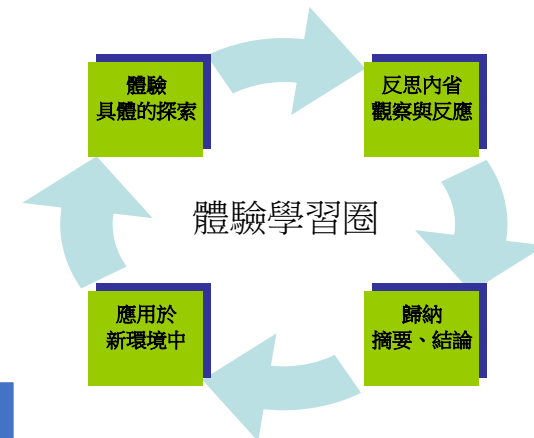 體驗
具體的探索
反思內省
觀察與反應
體驗學習圈
應用於
新環境中
歸納
摘要、結論